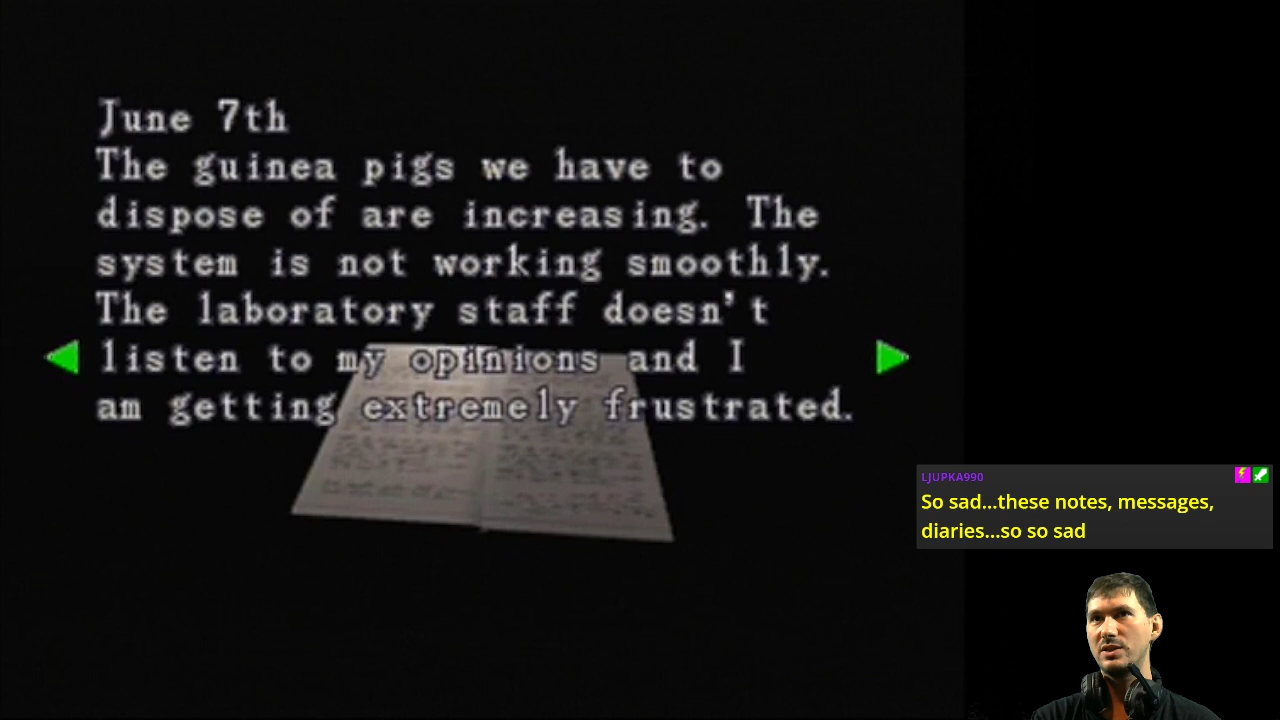 June 7th
The guinea pigs we have to
dispose of are increasing. The
system is not working smoothly.
The laboratory staff doesn't
listen to my opinions and I
am getting extremely frustrated.
LJUPKA990
So sad...these notes, messages,
diaries...so so sad